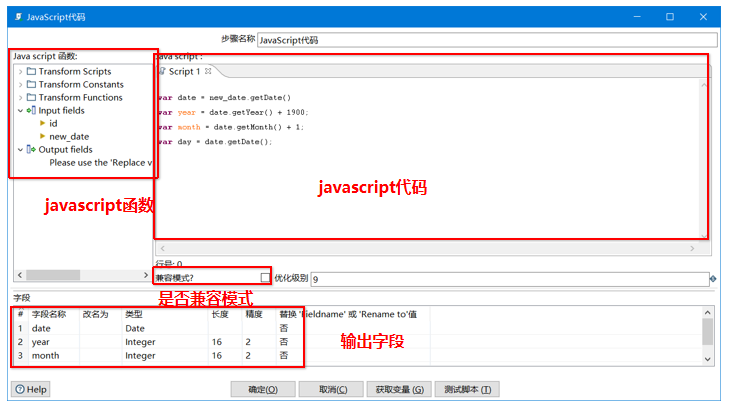 JavaScript代码
步骤名称 JavaScript代码
Java script 函数: Java script :
Transform Scripts
Transform Constants
Transform Functions
Input fields
id
new_date
Output fields
Please use the 'Replace v
Script 1
var date = new_date.getDate()
var year = date.getYear() + 1900;
var month = date.getMonth() + 1;
var day = date.getDate();
javascript函数
javascript代码
行号: 0
兼容模式? 优化级别 9
是否兼容模式
字段
# 字段名称 改名为 类型 长度 精度 替换 'Fieldname' 或 'Rename to'值
1 date Date 否
2 year Integer 16 2 否
3 month Integer 16 2 否
输出字段
Help 确定(O) 取消(C) 获取变量 (G) 测试脚本 (T)